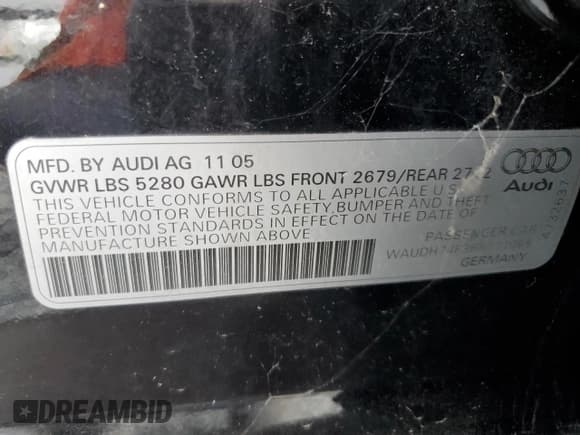 MFD. BY AUDI AG 11 05
GVWR LBS 5280 GAWR LBS FRONT 2679/REAR
THIS VEHICLE CONFORMS TO ALL APPLICABLE U S
FEDERAL MOTOR VEHICLE SAFETY, BUMPER AND THEFT
PREVENTION STANDARDS IN EFFECT ON THE DATE OF
MANUFACTURE SHOWN ABOVE
PASSENGER CAR
GERMANY
Audi
DREAMBID